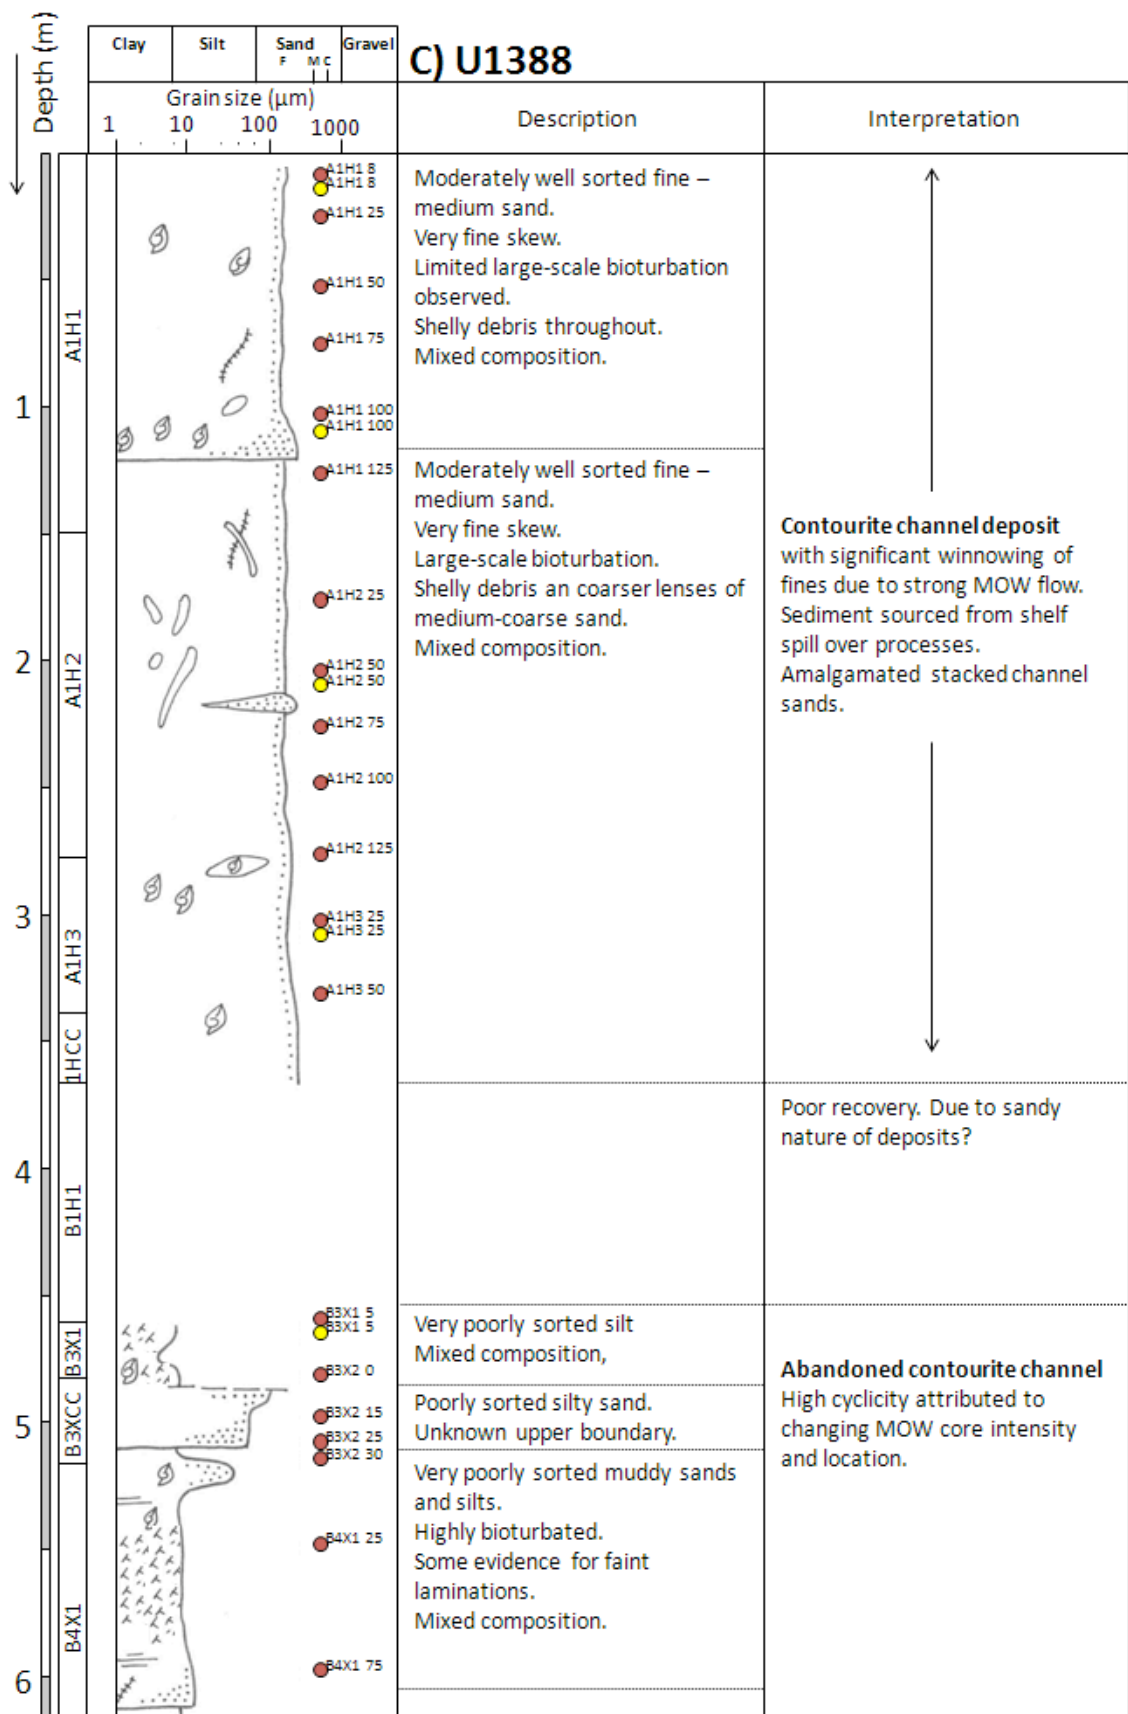 C) U1388
Depth (m)
Clay Silt Sand Gravel
F M C
Grain size (µm)
1 10 100 1000
Description
Interpretation
A1H1
A1H2
A1H3
1HCC
B1H1
B3X1
B3XCC
B4X1
1
2
3
4
5
6
A1H1 8
A1H1 8
A1H1 25
A1H1 50
A1H1 75
A1H1 100
A1H1 100
A1H1 125
A1H2 25
A1H2 50
A1H2 50
A1H2 75
A1H2 100
A1H2 125
A1H3 25
A1H3 25
A1H3 50
B3X1 5
B3X1 5
B3X2 0
B3X2 15
B3X2 25
B3X2 30
B4X1 25
B4X1 75
Moderately well sorted fine –
medium sand.
Very fine skew.
Limited large-scale bioturbation
observed.
Shelly debris throughout.
Mixed composition.
Moderately well sorted fine –
medium sand.
Very fine skew.
Large-scale bioturbation.
Shelly debris an coarser lenses of
medium-coarse sand.
Mixed composition.
Very poorly sorted silt
Mixed composition,
Poorly sorted silty sand.
Unknown upper boundary.
Very poorly sorted muddy sands
and silts.
Highly bioturbated.
Some evidence for faint
laminations.
Mixed composition.
Contourite channel deposit
with significant winnowing of
fines due to strong MOW flow.
Sediment sourced from shelf
spill over processes.
Amalgamated stacked channel
sands.
Poor recovery. Due to sandy
nature of deposits?
Abandoned contourite channel
High cyclicity attributed to
changing MOW core intensity
and location.